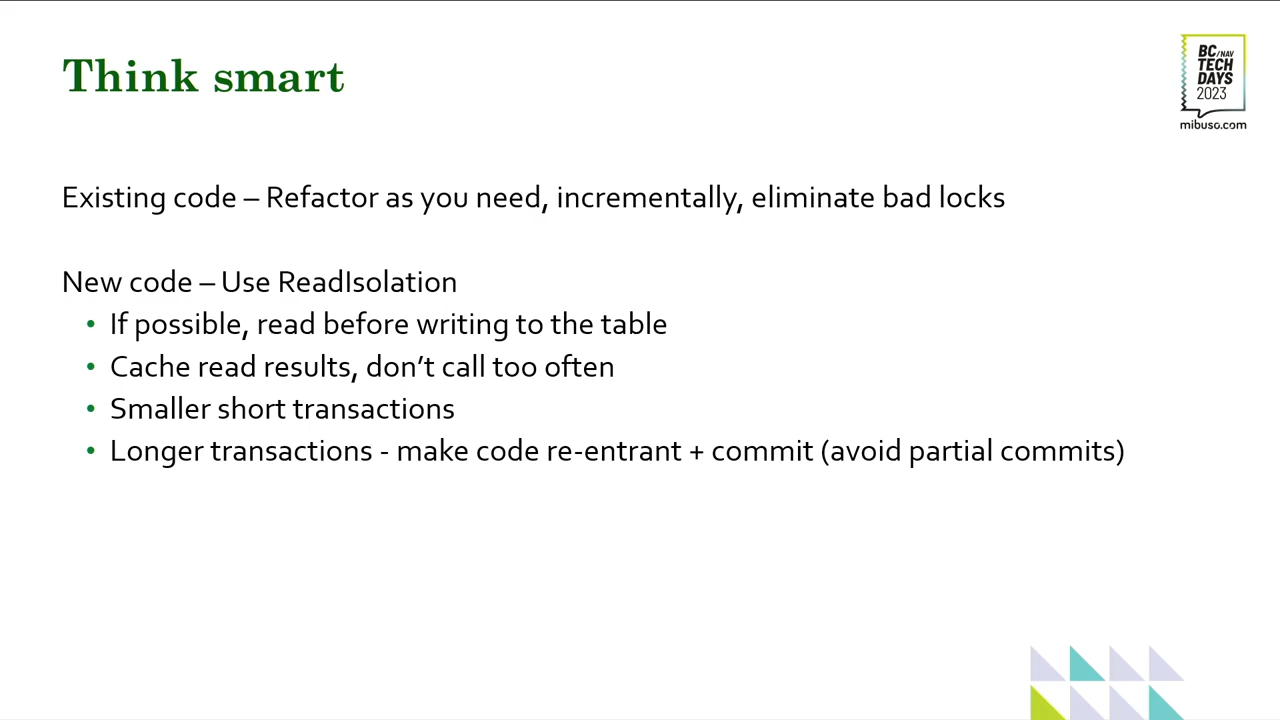 Think smart
BC/NAV
TECH
DAYS
2023
mibuso.com
Existing code – Refactor as you need, incrementally, eliminate bad locks
New code – Use ReadIsolation
• If possible, read before writing to the table
• Cache read results, don’t call too often
• Smaller short transactions
• Longer transactions - make code re-entrant + commit (avoid partial commits)